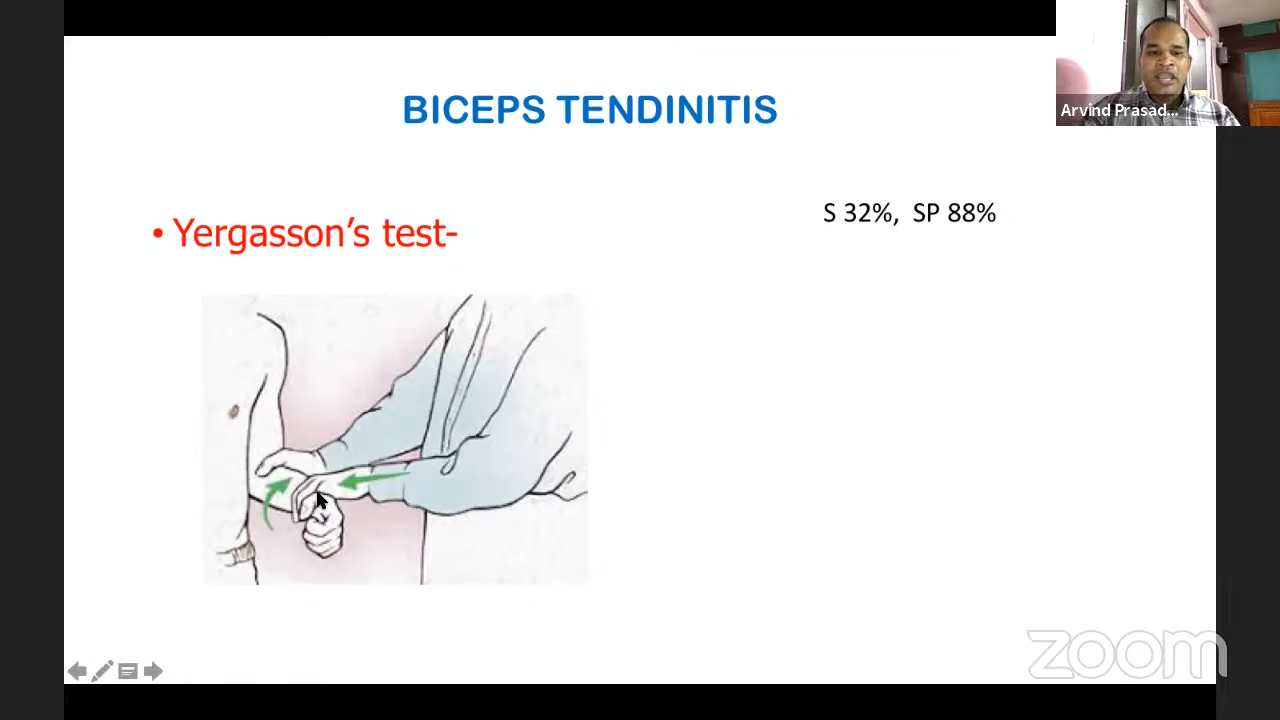 BICEPS TENDINITIS
Arvind Prasad...
S 32%, SP 88%
• Yergasson’s test-
zoom